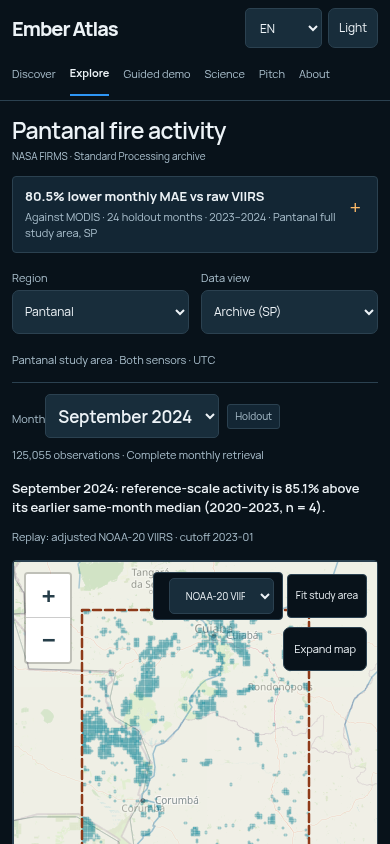 Ember Atlas
EN
Light
Discover
Explore
Guided demo
Science
Pitch
About
Pantanal fire activity
NASA FIRMS · Standard Processing archive
80.5% lower monthly MAE vs raw VIIRS
Against MODIS · 24 holdout months · 2023–2024 · Pantanal full
study area, SP
+
Region
Data view
Pantanal
Archive (SP)
Pantanal study area · Both sensors · UTC
Month
September 2024
Holdout
125,055 observations · Complete monthly retrieval
September 2024: reference-scale activity is 85.1% above
its earlier same-month median (2020–2023, n = 4).
Replay: adjusted NOAA-20 VIIRS · cutoff 2023-01
+
−
NOAA-20 VIIF
Fit study area
Expand map
Cuiabá
Cuiabá
Rondonópolis
Corumbá
Corumbá